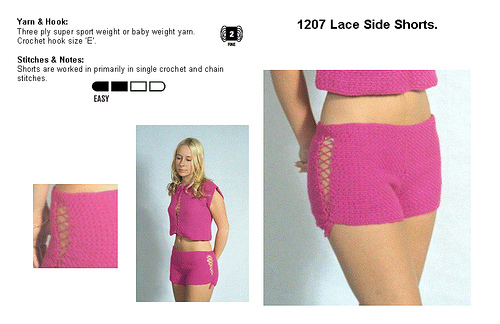 Yarn & Hook:
Three ply super sport weight or baby weight yarn.
Crochet hook size 'E'.
2
FINE
1207 Lace Side Shorts.
Stitches & Notes:
Shorts are worked in primarily in single crochet and chain
stitches.
EASY